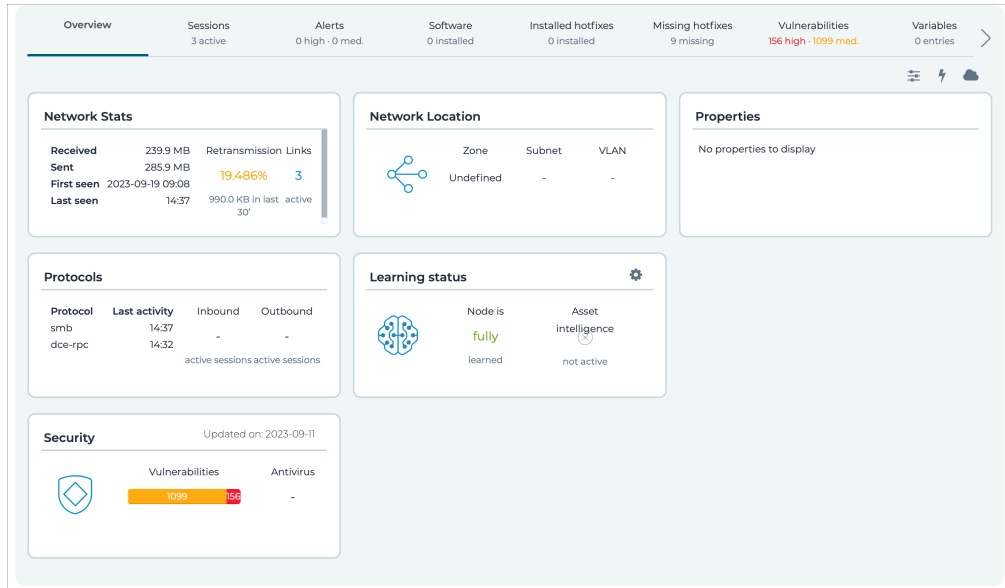 Overview Sessions Alerts Software Installed hotfixes Missing hotfixes Vulnerabilities Variables
3 active 0 high · 0 med. 0 installed 0 installed 9 missing 156 high · 1099 med. 0 entries
Network Stats
Received 239.9 MB Retransmission Links
Sent 285.9 MB
19.486% 3
First seen 2023-09-19 09:08
Last seen 14:37
990.0 KB in last 30' active
Network Location
Zone Subnet VLAN
Undefined - -
Properties
No properties to display
Protocols
Protocol Last activity Inbound Outbound
smb 14:37
- -
dce-rpc 14:32
active sessions active sessions
Learning status
Node is
fully
learned
Asset
intelligence
not active
Security Updated on: 2023-09-11
Vulnerabilities Antivirus
1099 156 -